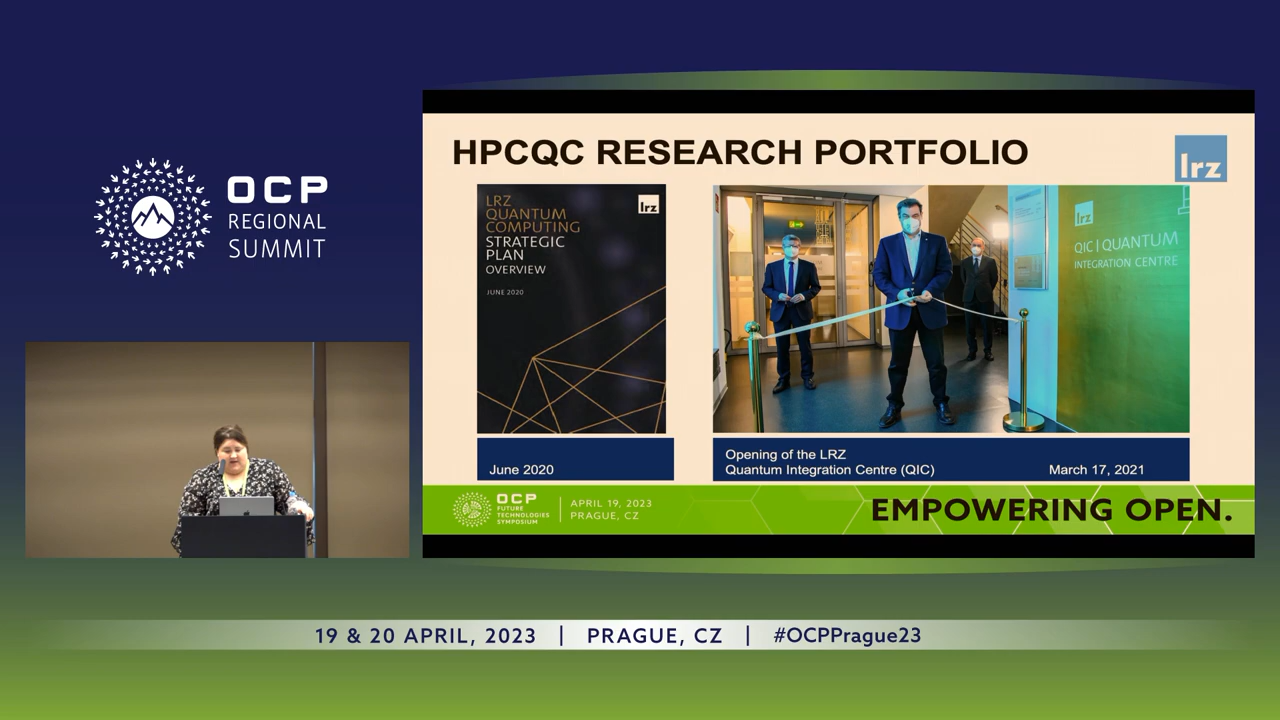 OCP
REGIONAL
SUMMIT
HPCQC RESEARCH PORTFOLIO
lrz
LRZ
QUANTUM
COMPUTING
STRATEGIC
PLAN
OVERVIEW
JUNE 2020
lrz
lrz
QIC | QUANTUM
INTEGRATION CENTRE
June 2020
Opening of the LRZ
Quantum Integration Centre (QIC)
March 17, 2021
OCP
FUTURE
TECHNOLOGIES
SYMPOSIUM
APRIL 19, 2023
PRAGUE, CZ
EMPOWERING OPEN.
19 & 20 APRIL, 2023 | PRAGUE, CZ | #OCPPrague23